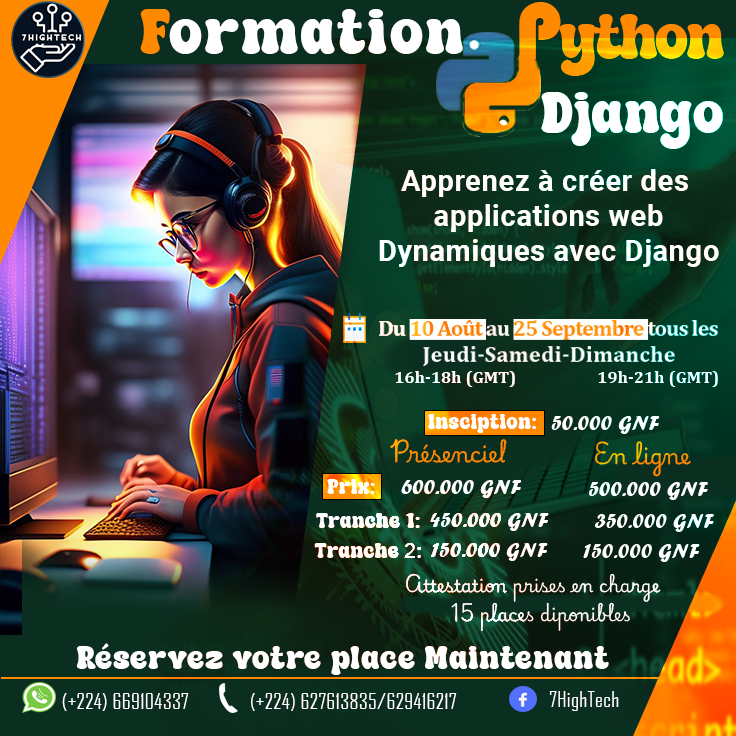 7HIGHTECH
Formation Python
Django
Apprenez à créer des
applications web
Dynamiques avec Django
Du 10 Août au 25 Septembre tous les
Jeudi-Samedi-Dimanche
16h-18h (GMT) 19h-21h (GMT)
Insciption: 50.000 GNF
Présenciel En ligne
Prix: 600.000 GNF 500.000 GNF
Tranche 1: 450.000 GNF 350.000 GNF
Tranche 2: 150.000 GNF 150.000 GNF
Attestation prises en charge
15 places diponibles
Réservez votre place Maintenant
(+224) 669104337 (+224) 627613835/629416217 7HighTech
head>